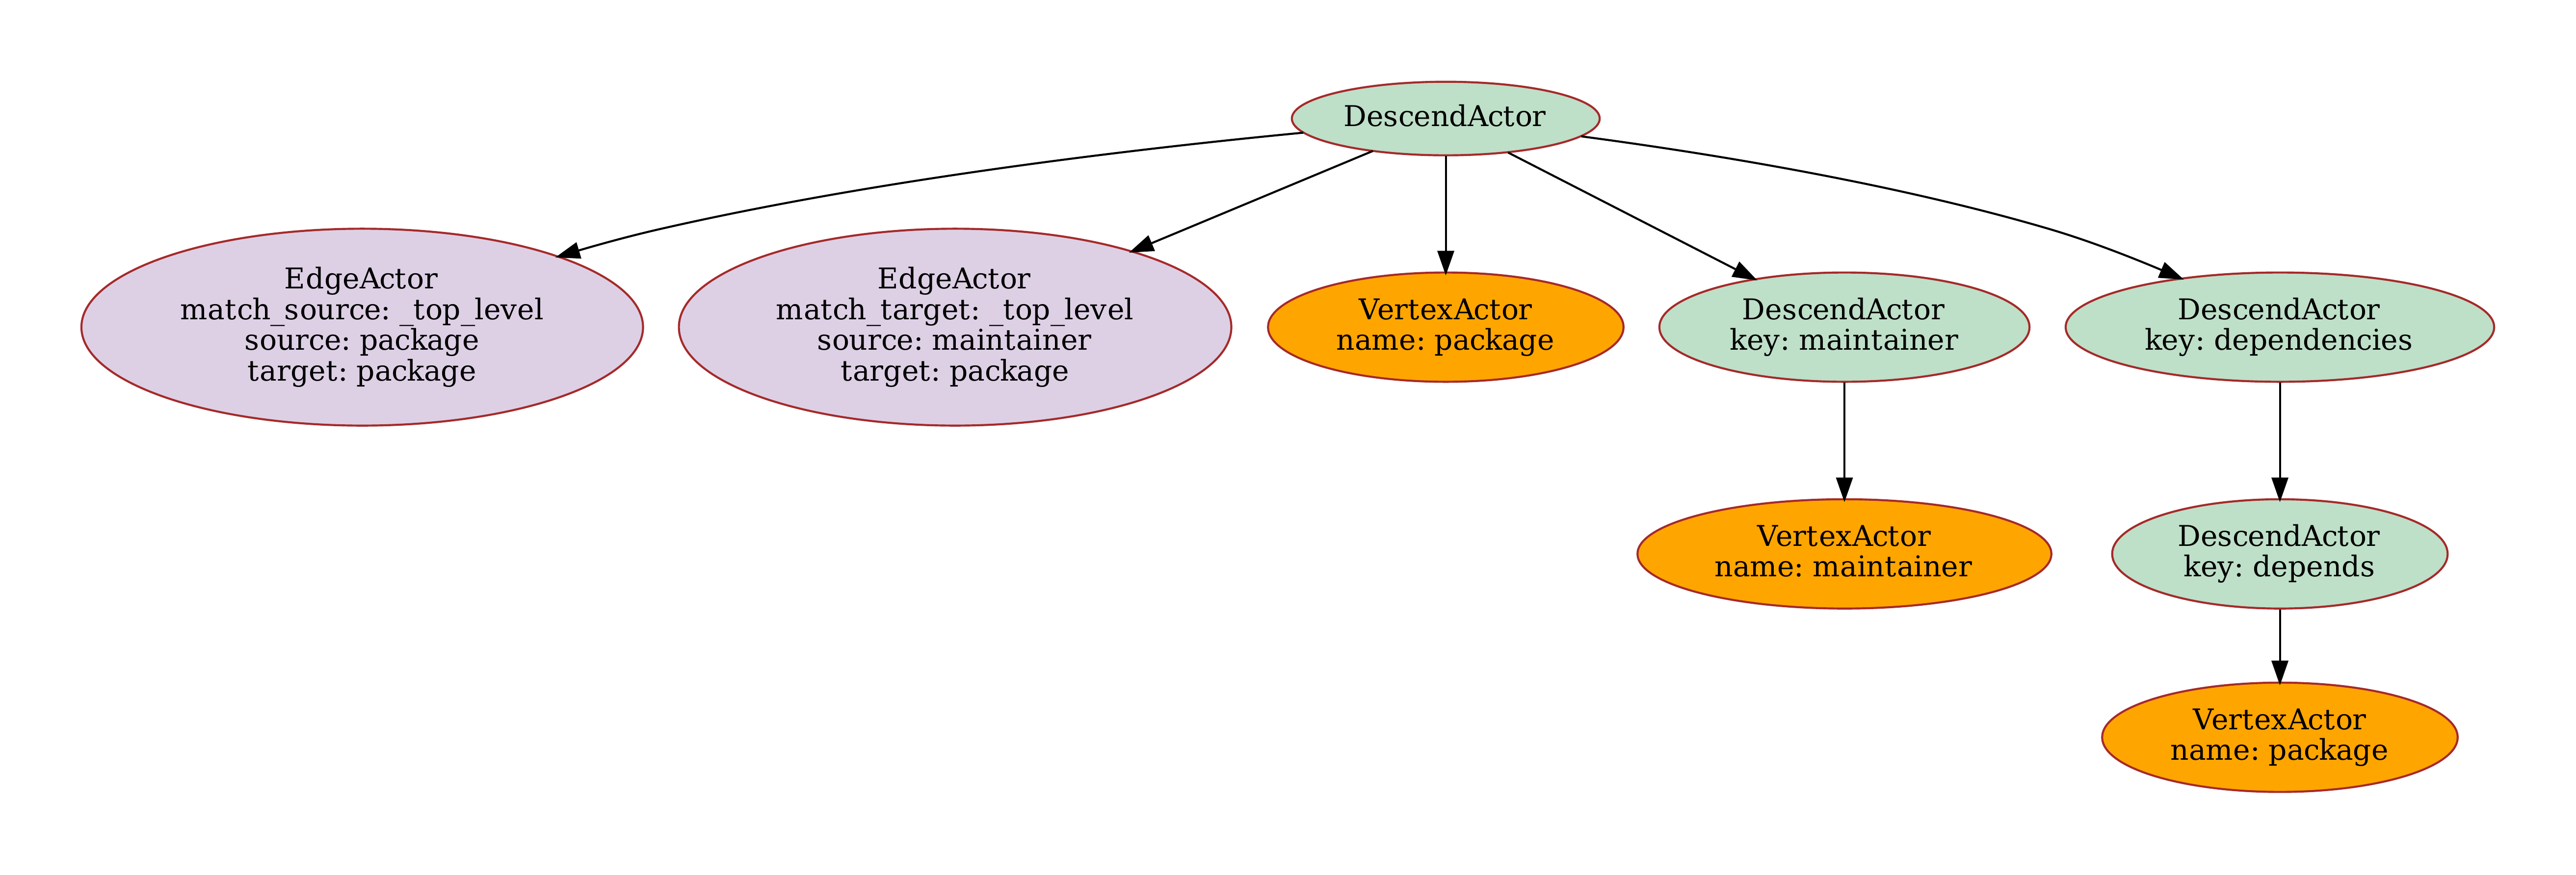 DescendActor
EdgeActor
match_source: _top_level
source: package
target: package
EdgeActor
match_target: _top_level
source: maintainer
target: package
VertexActor
name: package
DescendActor
key: maintainer
DescendActor
key: dependencies
VertexActor
name: maintainer
DescendActor
key: depends
VertexActor
name: package